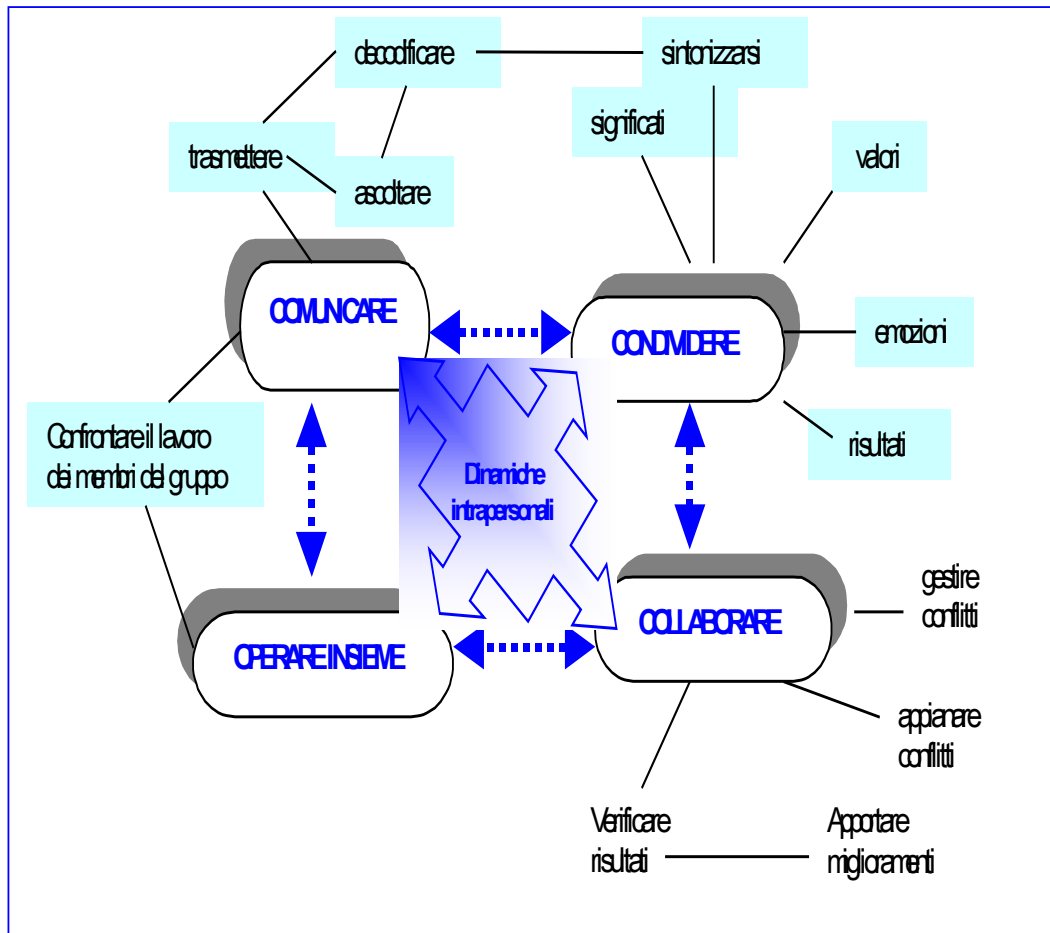 decodificare
sintonizzarsi
significati
trasmettere
valori
ascoltare
COMUNICARE
CONDIVIDERE
emozioni
Confrontare il lavoro
dei membri del gruppo
risultati
Dinamiche
intrapersonali
gestire
conflitti
COLLABORARE
OPERARE INSIEME
appianare
conflitti
Verificare
risultati
Apportare
miglioramenti